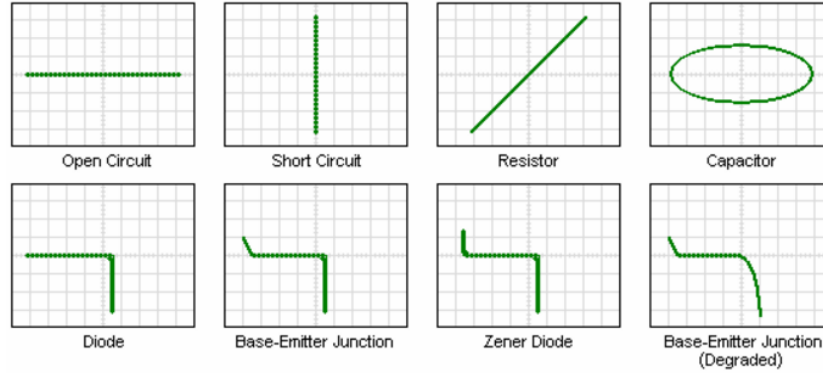 Open Circuit
Short Circuit
Resistor
Capacitor
Diode
Base-Emitter Junction
Zener Diode
Base-Emitter Junction
(Degraded)